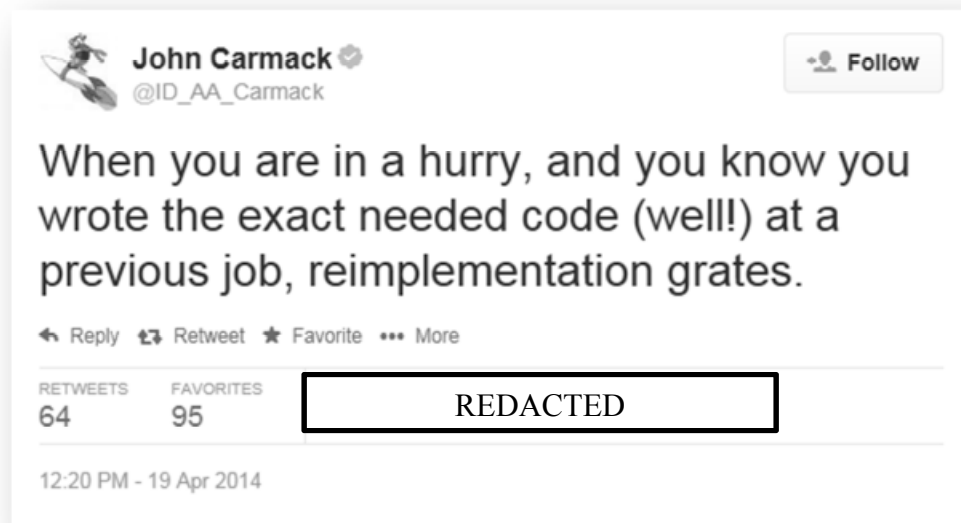 John Carmack
@ID_AA_Carmack
Follow
When you are in a hurry, and you know you
wrote the exact needed code (well!) at a
previous job, reimplementation grates.
Reply Retweet Favorite More
RETWEETS FAVORITES
64 95
REDACTED
12:20 PM - 19 Apr 2014